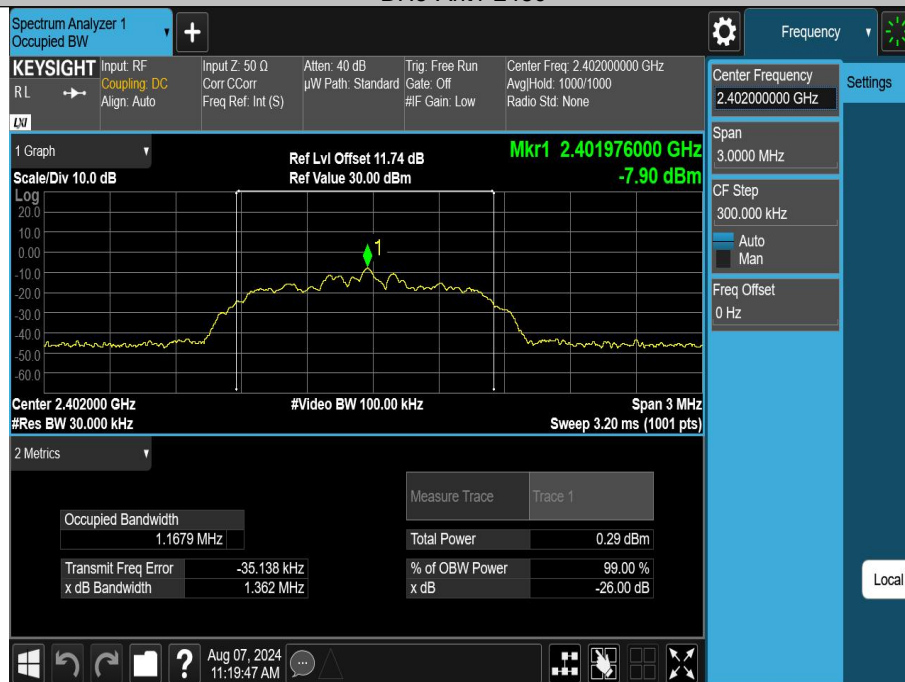 Spectrum Analyzer 1
Occupied BW
+
Frequency
KEYSIGHT
RL
LXI
Input: RF
Coupling: DC
Align: Auto
Input Z: 50 Ω
Corr CCorr
Freq Ref: Int (S)
Atten: 40 dB
µW Path: Standard
Trig: Free Run
Gate: Off
#IF Gain: Low
Center Freq: 2.402000000 GHz
Avg|Hold: 1000/1000
Radio Std: None
Center Frequency
2.402000000 GHz
Settings
Span
3.0000 MHz
CF Step
300.000 kHz
Auto
Man
Freq Offset
0 Hz
Local
1 Graph
Scale/Div 10.0 dB
Ref Lvl Offset 11.74 dB
Ref Value 30.00 dBm
Mkr1 2.401976000 GHz
-7.90 dBm
Log
20.0
10.0
0.00
-10.0
-20.0
-30.0
-40.0
-50.0
-60.0
1
Center 2.402000 GHz
#Res BW 30.000 kHz
#Video BW 100.00 kHz
Span 3 MHz
Sweep 3.20 ms (1001 pts)
2 Metrics
Measure Trace Trace 1
Occupied Bandwidth
1.1679 MHz
Total Power 0.29 dBm
Transmit Freq Error -35.138 kHz
% of OBW Power 99.00 %
x dB Bandwidth 1.362 MHz
x dB -26.00 dB
?
Aug 07, 2024
11:19:47 AM